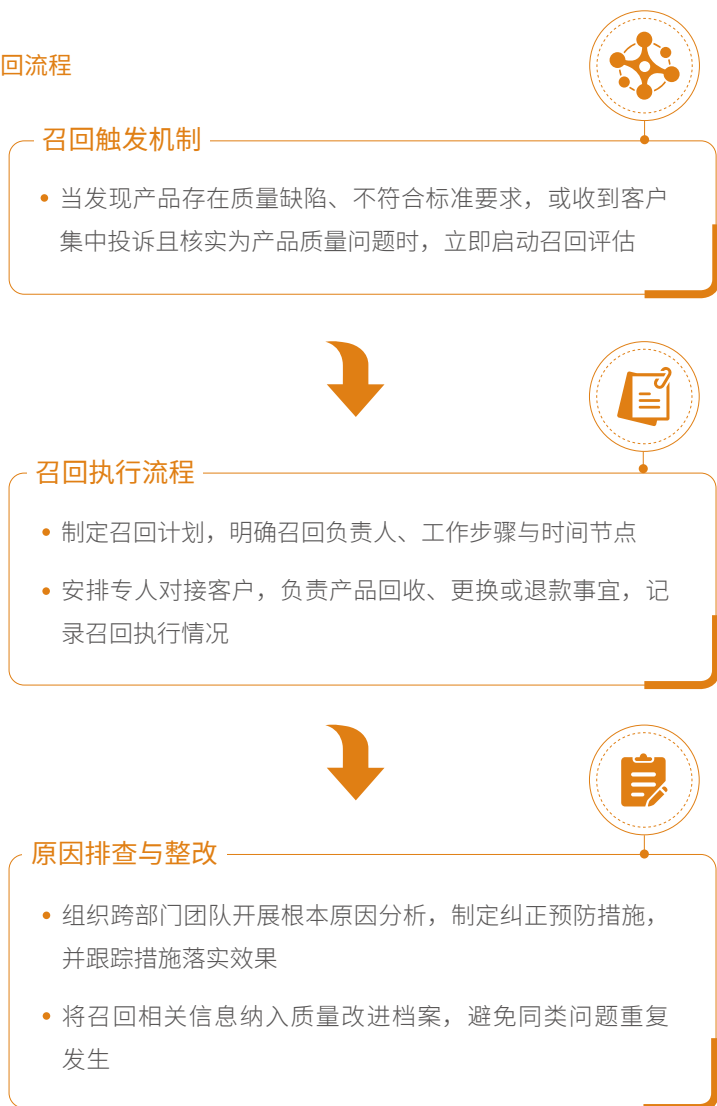 回流程
召回触发机制
• 当发现产品存在质量缺陷、不符合标准要求，或收到客户
集中投诉且核实为产品质量问题时，立即启动召回评估
召回执行流程
• 制定召回计划，明确召回负责人、工作步骤与时间节点
• 安排专人对接客户，负责产品回收、更换或退款事宜，记
录召回执行情况
原因排查与整改
• 组织跨部门团队开展根本原因分析，制定纠正预防措施，
并跟踪措施落实效果
• 将召回相关信息纳入质量改进档案，避免同类问题重复
发生